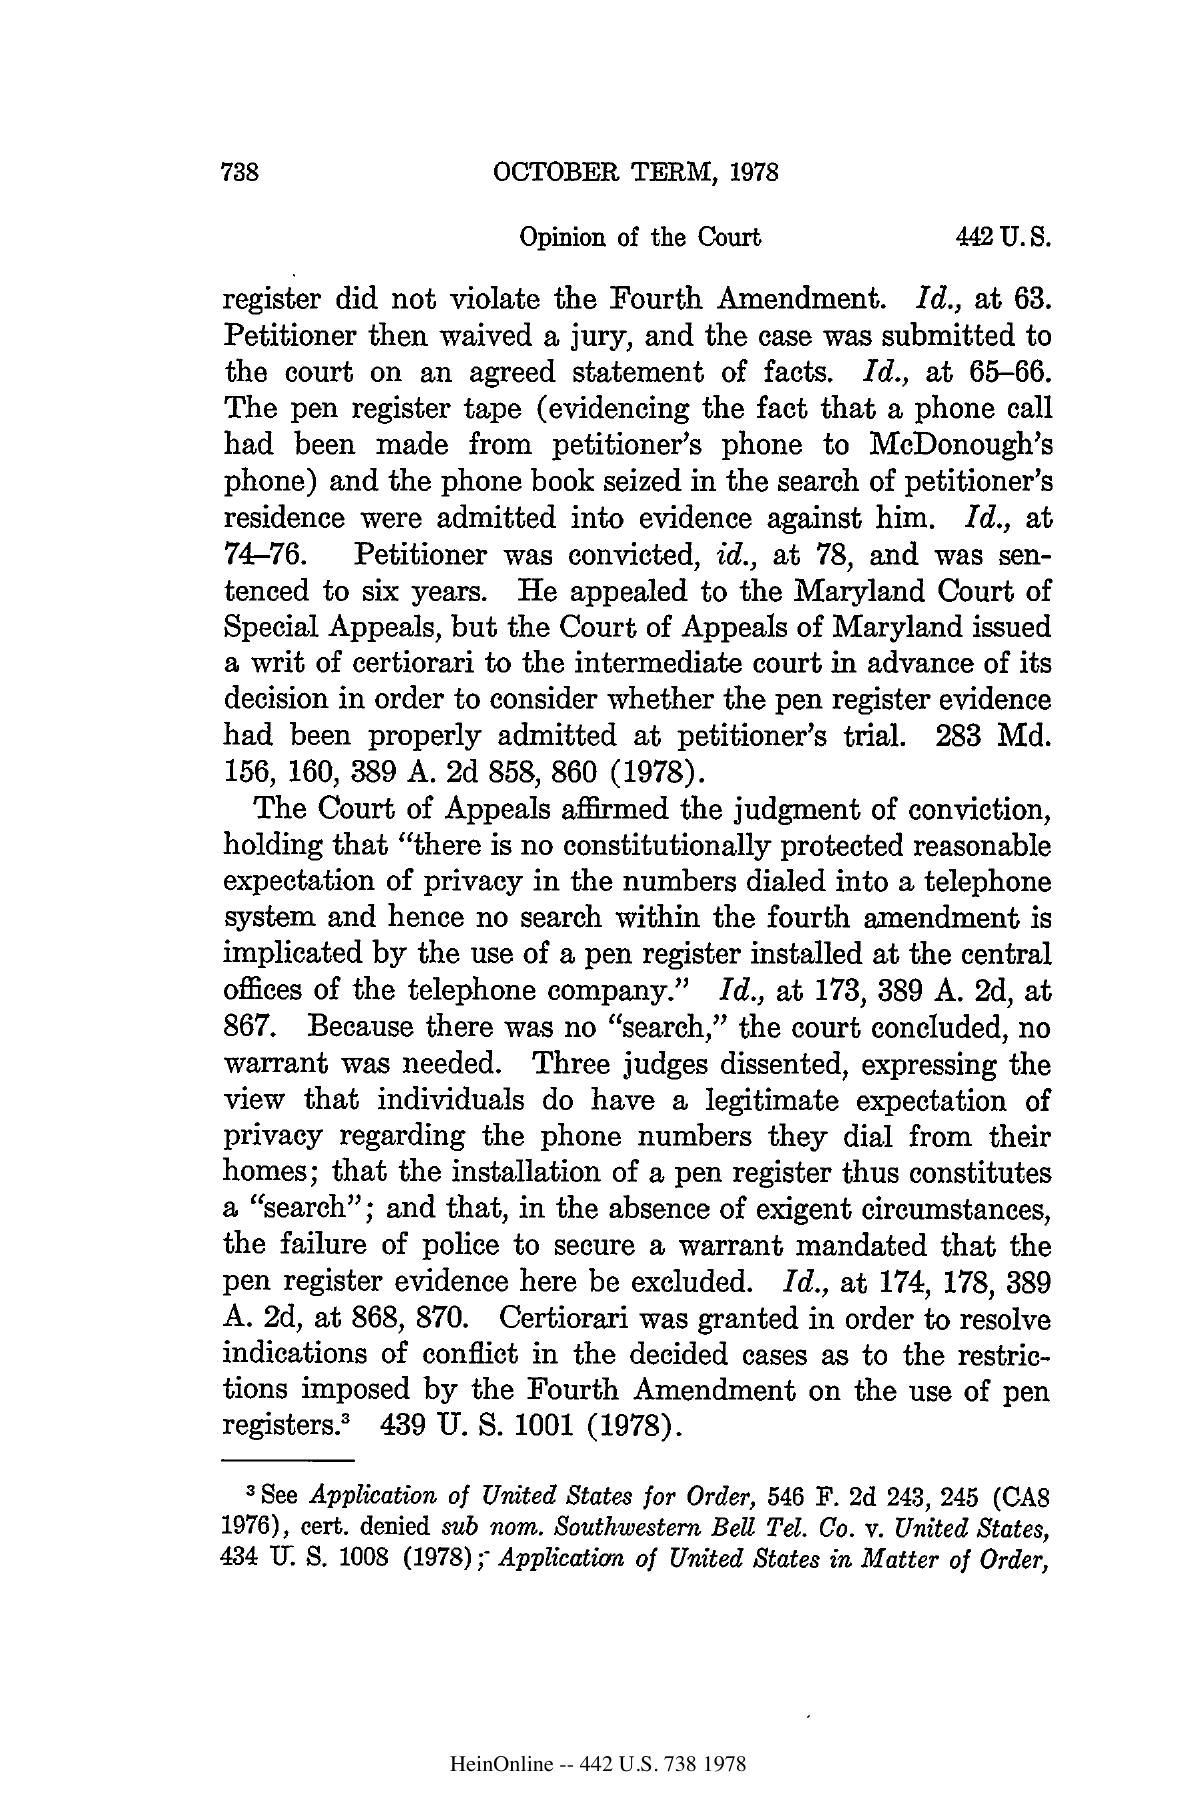 738 OCTOBER TERM, 1978
Opinion of the Court 442 U. S.
register did not violate the Fourth Amendment. Id., at 63.
Petitioner then waived a jury, and the case was submitted to
the court on an agreed statement of facts. Id., at 65–66.
The pen register tape (evidencing the fact that a phone call
had been made from petitioner's phone to McDonough's
phone) and the phone book seized in the search of petitioner's
residence were admitted into evidence against him. Id., at
74–76. Petitioner was convicted, id., at 78, and was sen-
tenced to six years. He appealed to the Maryland Court of
Special Appeals, but the Court of Appeals of Maryland issued
a writ of certiorari to the intermediate court in advance of its
decision in order to consider whether the pen register evidence
had been properly admitted at petitioner's trial. 283 Md.
156, 160, 389 A. 2d 858, 860 (1978).
The Court of Appeals affirmed the judgment of conviction,
holding that "there is no constitutionally protected reasonable
expectation of privacy in the numbers dialed into a telephone
system and hence no search within the fourth amendment is
implicated by the use of a pen register installed at the central
offices of the telephone company." Id., at 173, 389 A. 2d, at
867. Because there was no "search," the court concluded, no
warrant was needed. Three judges dissented, expressing the
view that individuals do have a legitimate expectation of
privacy regarding the phone numbers they dial from their
homes; that the installation of a pen register thus constitutes
a "search"; and that, in the absence of exigent circumstances,
the failure of police to secure a warrant mandated that the
pen register evidence here be excluded. Id., at 174, 178, 389
A. 2d, at 868, 870. Certiorari was granted in order to resolve
indications of conflict in the decided cases as to the restric-
tions imposed by the Fourth Amendment on the use of pen
registers.³ 439 U. S. 1001 (1978).
³ See Application of United States for Order, 546 F. 2d 243, 245 (CA8
1976), cert. denied sub nom. Southwestern Bell Tel. Co. v. United States,
434 U. S. 1008 (1978); Application of United States in Matter of Order,
HeinOnline -- 442 U.S. 738 1978